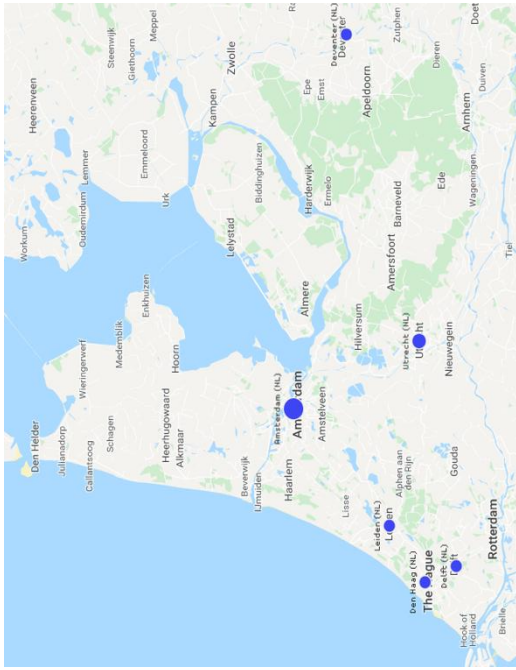 Workum
Heerenveen
Den Helder
Julianadorp
Oudemirdum
Lemmer
Wieringerwerf
Callantsoog
Schagen
Steenwijk
Medemblik
Giethoorn
Emmeloord
Enkhuizen
Meppel
Urk
Heerhugowaard
Hoorn
Alkmaar
Kampen
Lelystad
Zwolle
Beverwijk
IJmuiden
Biddinghuizen
Amsterdam (NL)
Haarlem
Ra
Amsterdam
Almere
Epe
Harderwijk
Emst
Amstelveen
Ermelo
Deventer (NL)
Deventer
Lisse
Hilversum
Apeldoorn
Leiden (NL)
Leiden
Amersfoort
Barneveld
Zutphen
Alphen aan
den Rijn
Utrecht (NL)
Utrecht
Den Haag (NL)
The Hague
Dieren
Ede
Delft (NL)
Delft
Nieuwegein
Gouda
Hook of
Holland
Arnhem
Wageningen
Doet
Duiven
Rotterdam
Brielle
Tiel